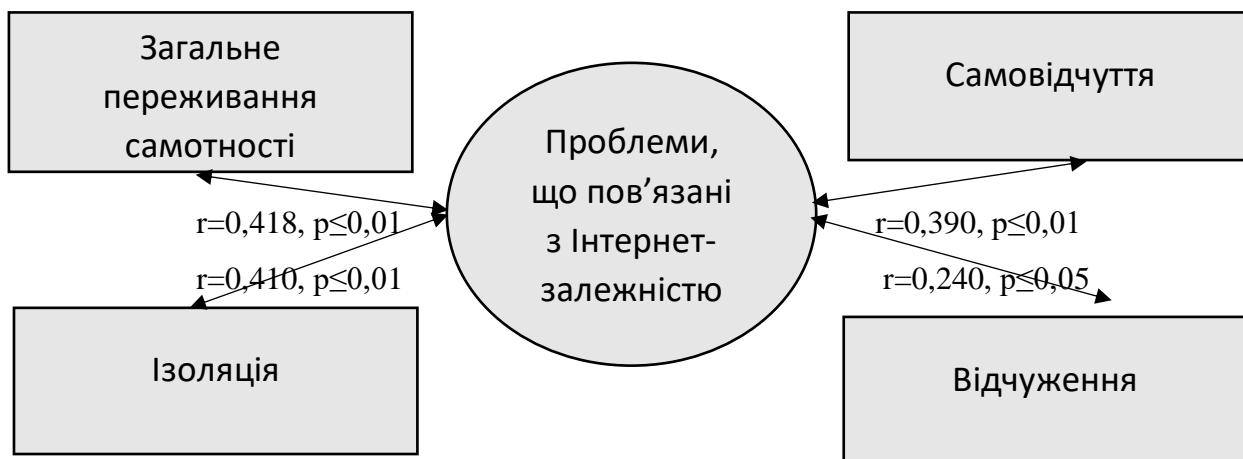 Загальне
переживання
самотності
Самовідчуття
Проблеми,
що пов’язані
з Інтернет-
залежністю
r=0,418, p≤0,01
r=0,410, p≤0,01
r=0,390, p≤0,01
r=0,240, p≤0,05
Ізоляція
Відчуження